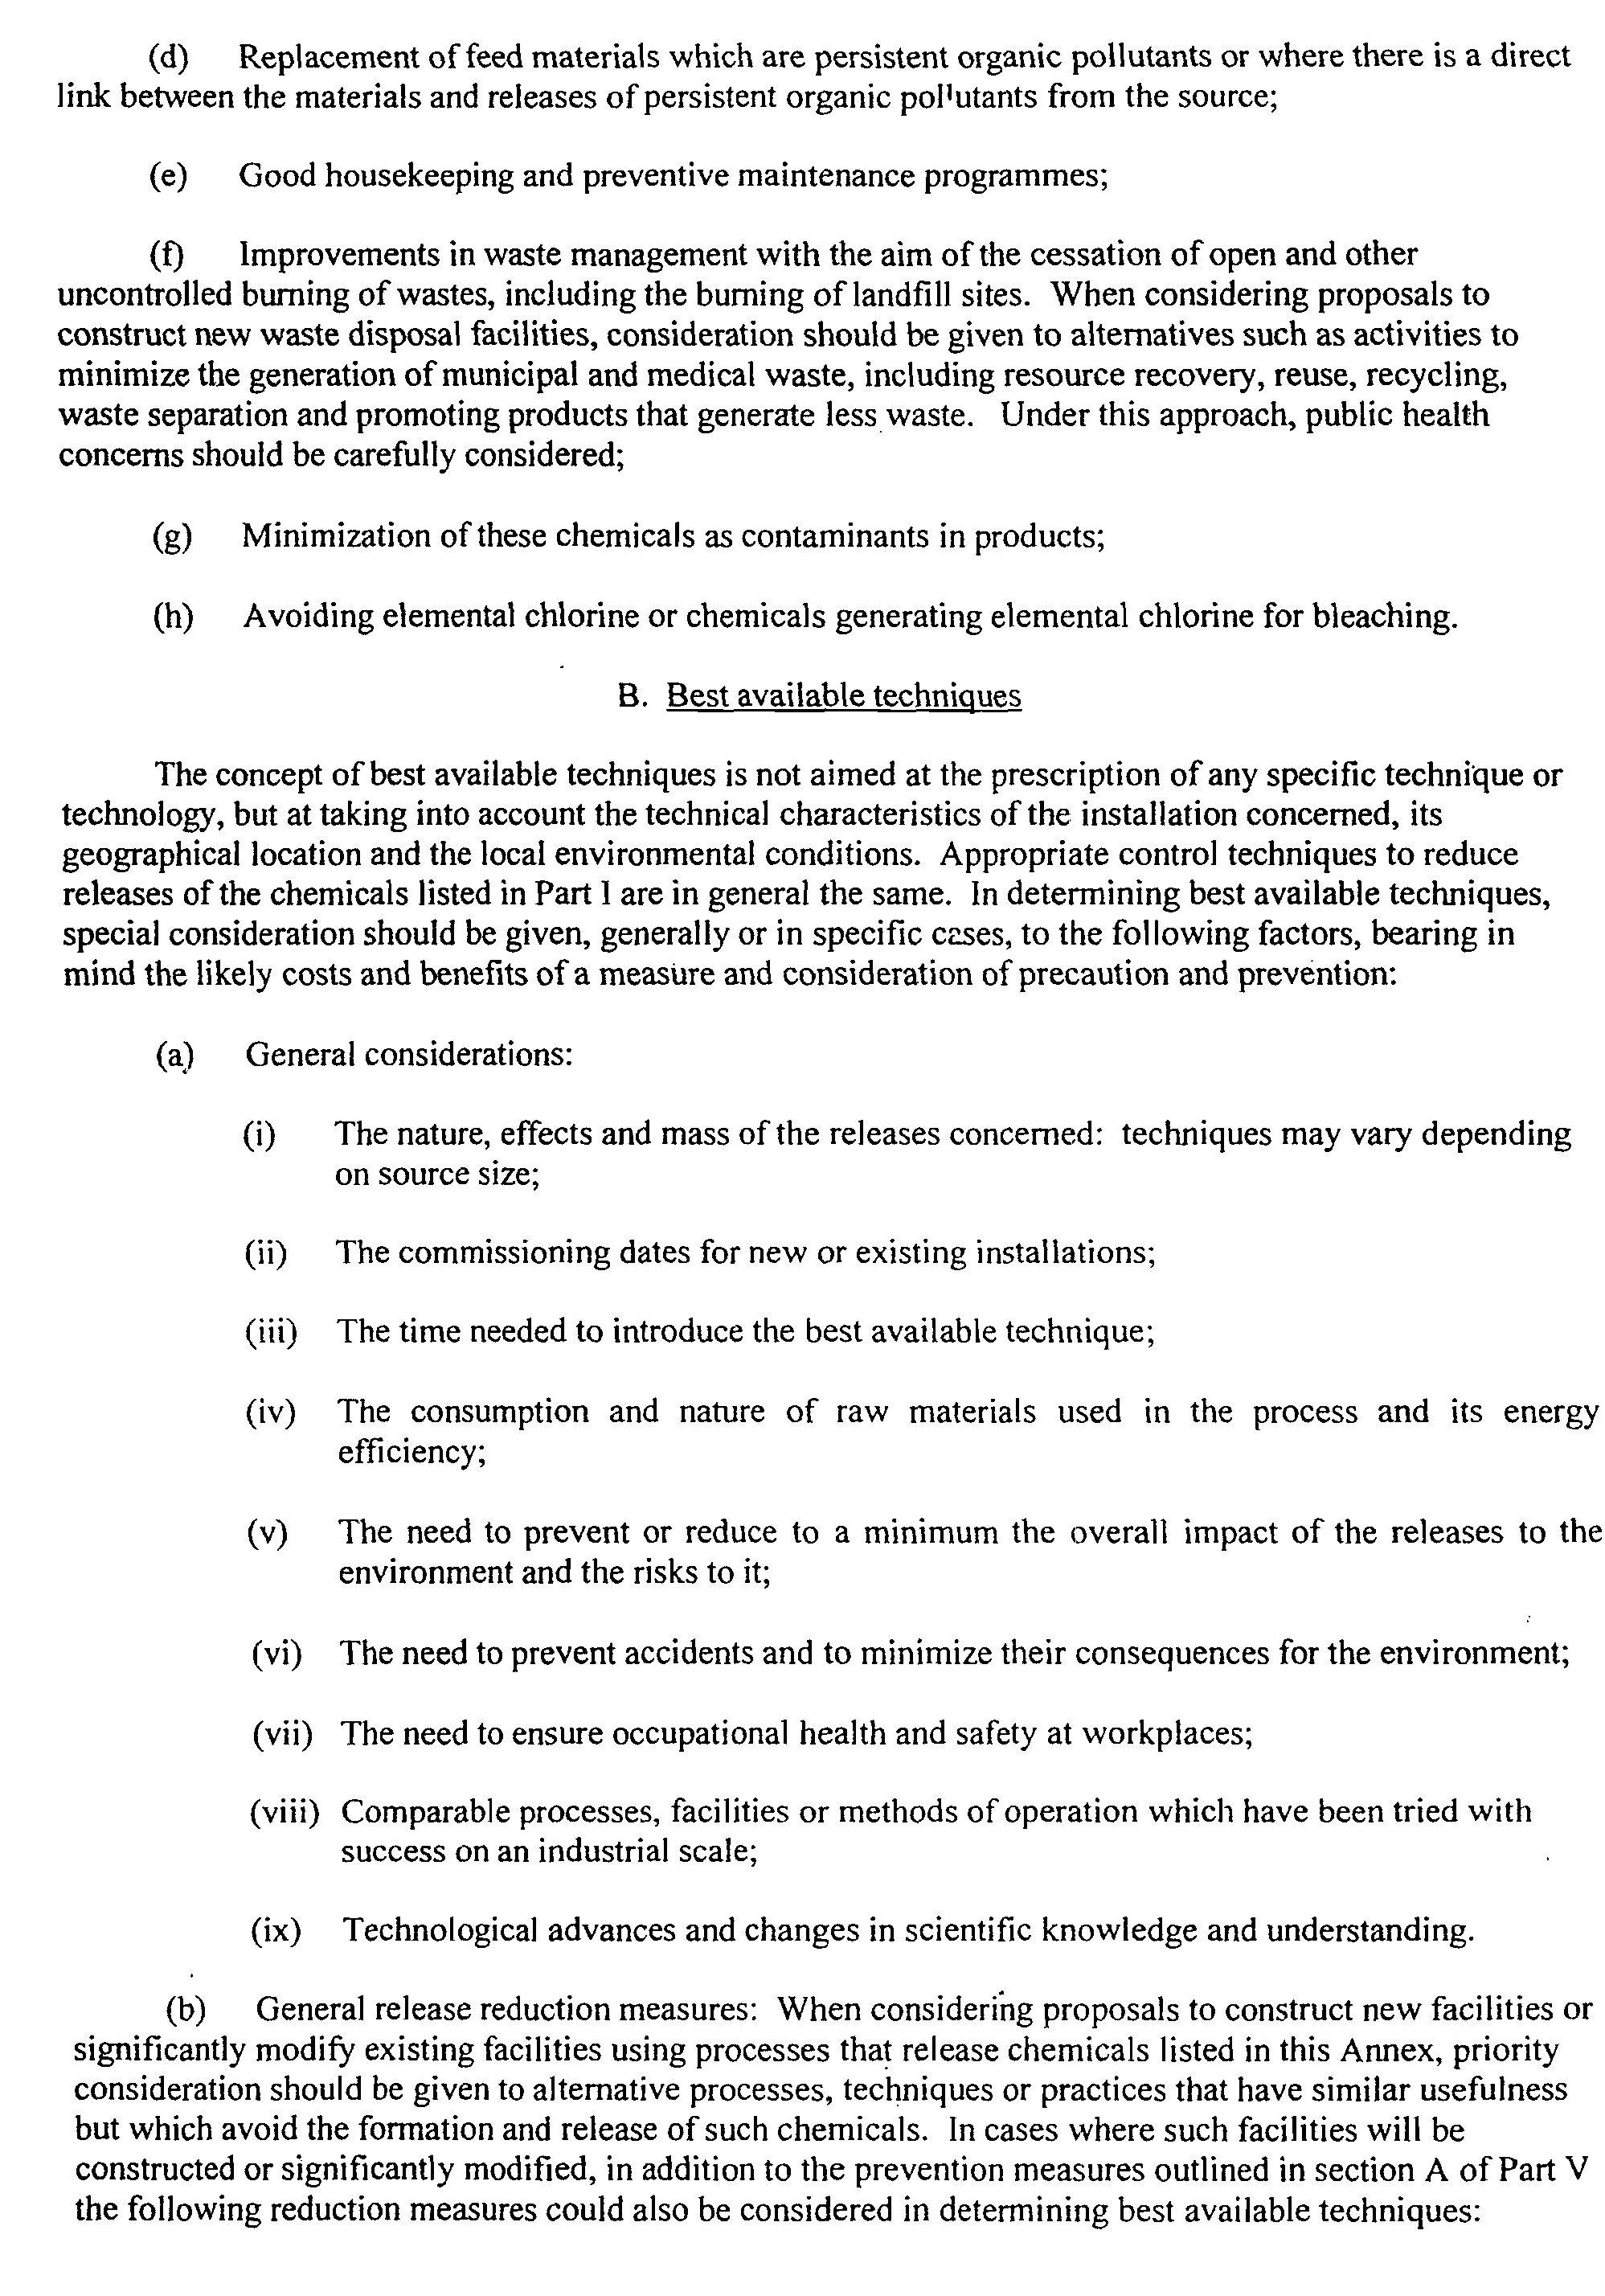 (d) Replacement of feed materials which are persistent organic pollutants or where there is a direct
link between the materials and releases of persistent organic pollutants from the source;
(e) Good housekeeping and preventive maintenance programmes;
(f) Improvements in waste management with the aim of the cessation of open and other
uncontrolled burning of wastes, including the burning of landfill sites. When considering proposals to
construct new waste disposal facilities, consideration should be given to alternatives such as activities to
minimize the generation of municipal and medical waste, including resource recovery, reuse, recycling,
waste separation and promoting products that generate less waste. Under this approach, public health
concerns should be carefully considered;
(g) Minimization of these chemicals as contaminants in products;
(h) Avoiding elemental chlorine or chemicals generating elemental chlorine for bleaching.
B. Best available techniques
The concept of best available techniques is not aimed at the prescription of any specific technique or
technology, but at taking into account the technical characteristics of the installation concerned, its
geographical location and the local environmental conditions. Appropriate control techniques to reduce
releases of the chemicals listed in Part I are in general the same. In determining best available techniques,
special consideration should be given, generally or in specific cases, to the following factors, bearing in
mind the likely costs and benefits of a measure and consideration of precaution and prevention:
(a) General considerations:
(i) The nature, effects and mass of the releases concerned: techniques may vary depending
on source size;
(ii) The commissioning dates for new or existing installations;
(iii) The time needed to introduce the best available technique;
(iv) The consumption and nature of raw materials used in the process and its energy
efficiency;
(v) The need to prevent or reduce to a minimum the overall impact of the releases to the
environment and the risks to it;
(vi) The need to prevent accidents and to minimize their consequences for the environment;
(vii) The need to ensure occupational health and safety at workplaces;
(viii) Comparable processes, facilities or methods of operation which have been tried with
success on an industrial scale;
(ix) Technological advances and changes in scientific knowledge and understanding.
(b) General release reduction measures: When considering proposals to construct new facilities or
significantly modify existing facilities using processes that release chemicals listed in this Annex, priority
consideration should be given to alternative processes, techniques or practices that have similar usefulness
but which avoid the formation and release of such chemicals. In cases where such facilities will be
constructed or significantly modified, in addition to the prevention measures outlined in section A of Part V
the following reduction measures could also be considered in determining best available techniques: